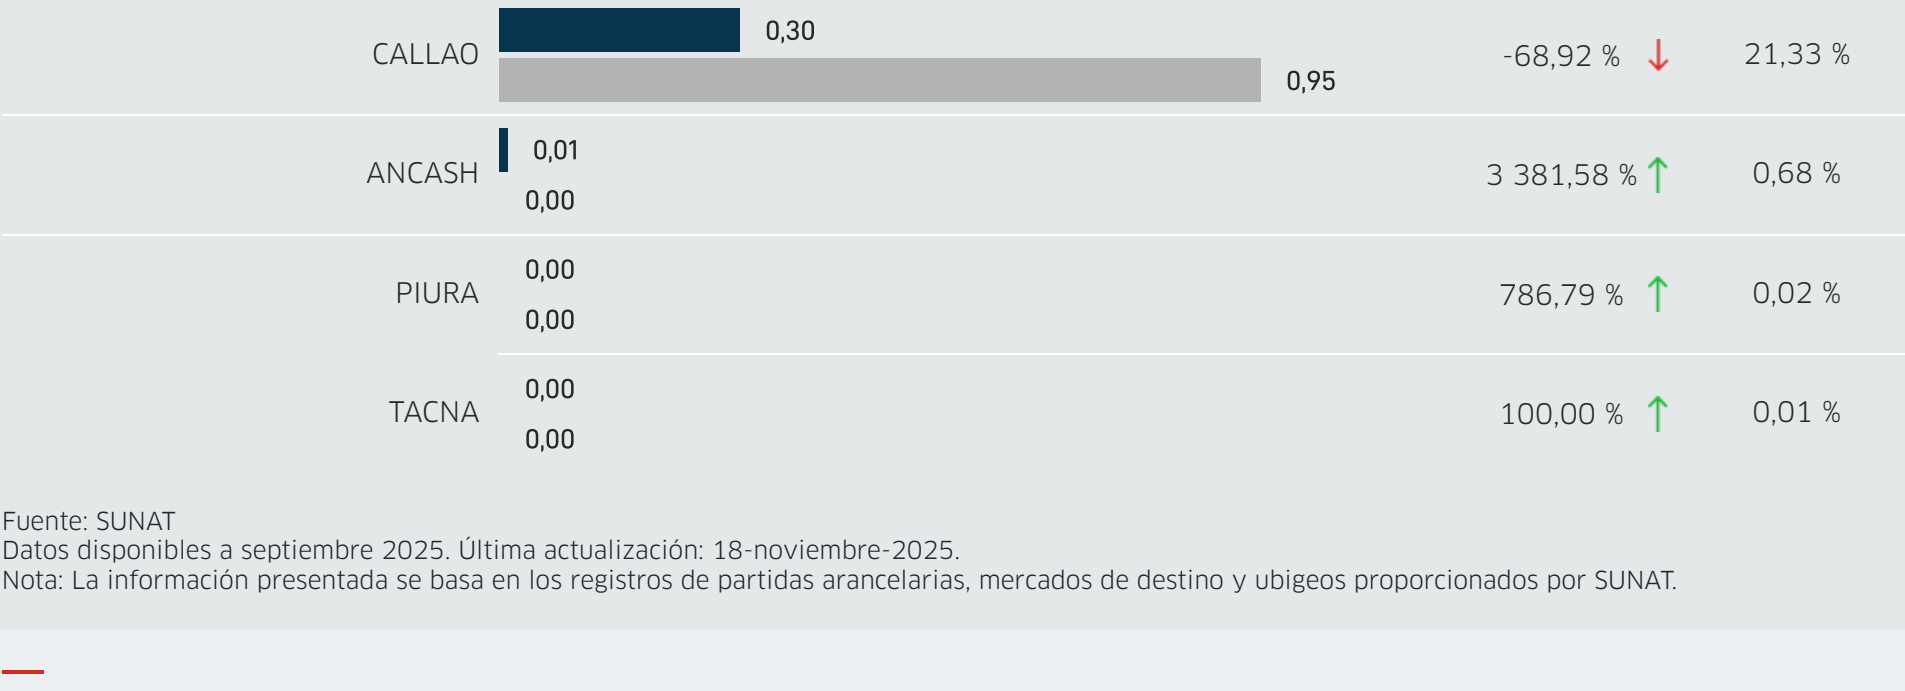 0,30
CALLAO -68,92 % ↓ 21,33 %
0,95
0,01
ANCASH 3 381,58 % ↑ 0,68 %
0,00
0,00
PIURA 786,79 % ↑ 0,02 %
0,00
0,00
TACNA 100,00 % ↑ 0,01 %
0,00
Fuente: SUNAT
Datos disponibles a septiembre 2025. Última actualización: 18-noviembre-2025.
Nota: La información presentada se basa en los registros de partidas arancelarias, mercados de destino y ubigeos proporcionados por SUNAT.